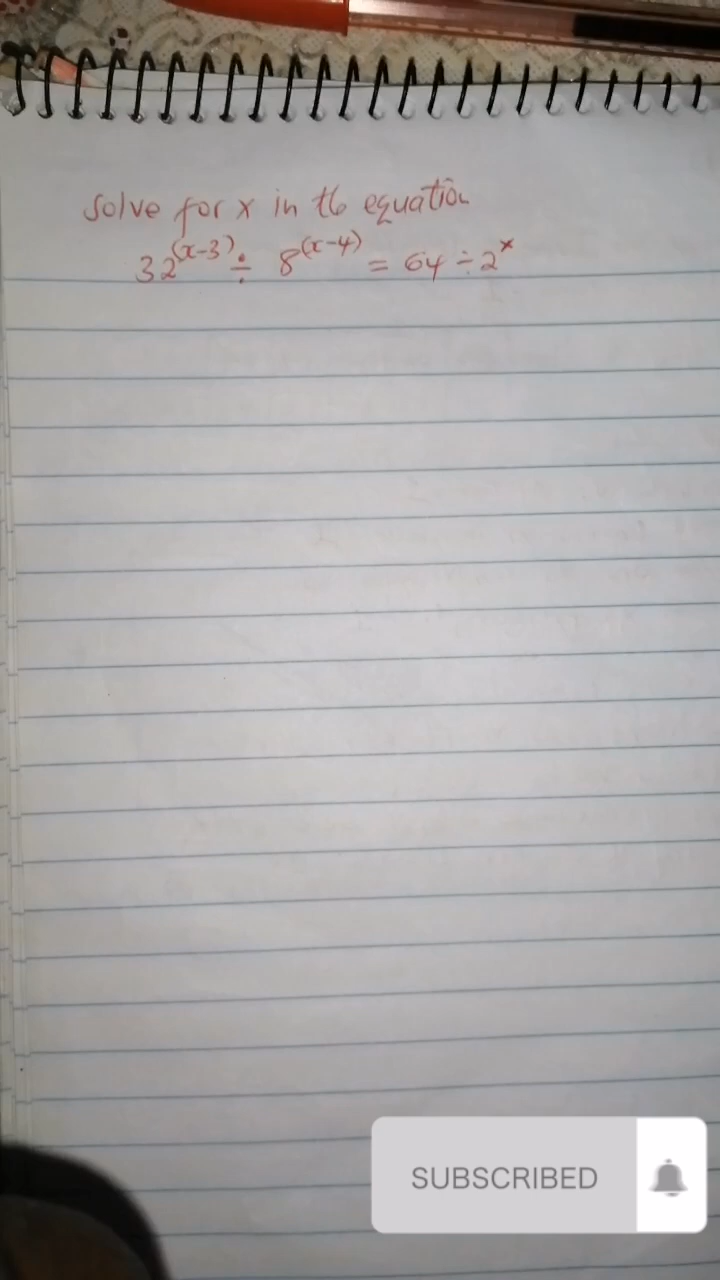 solve for x in the equation
32^(x-3) ÷ 8^(x-4) = 64 ÷ 2^x
SUBSCRIBED